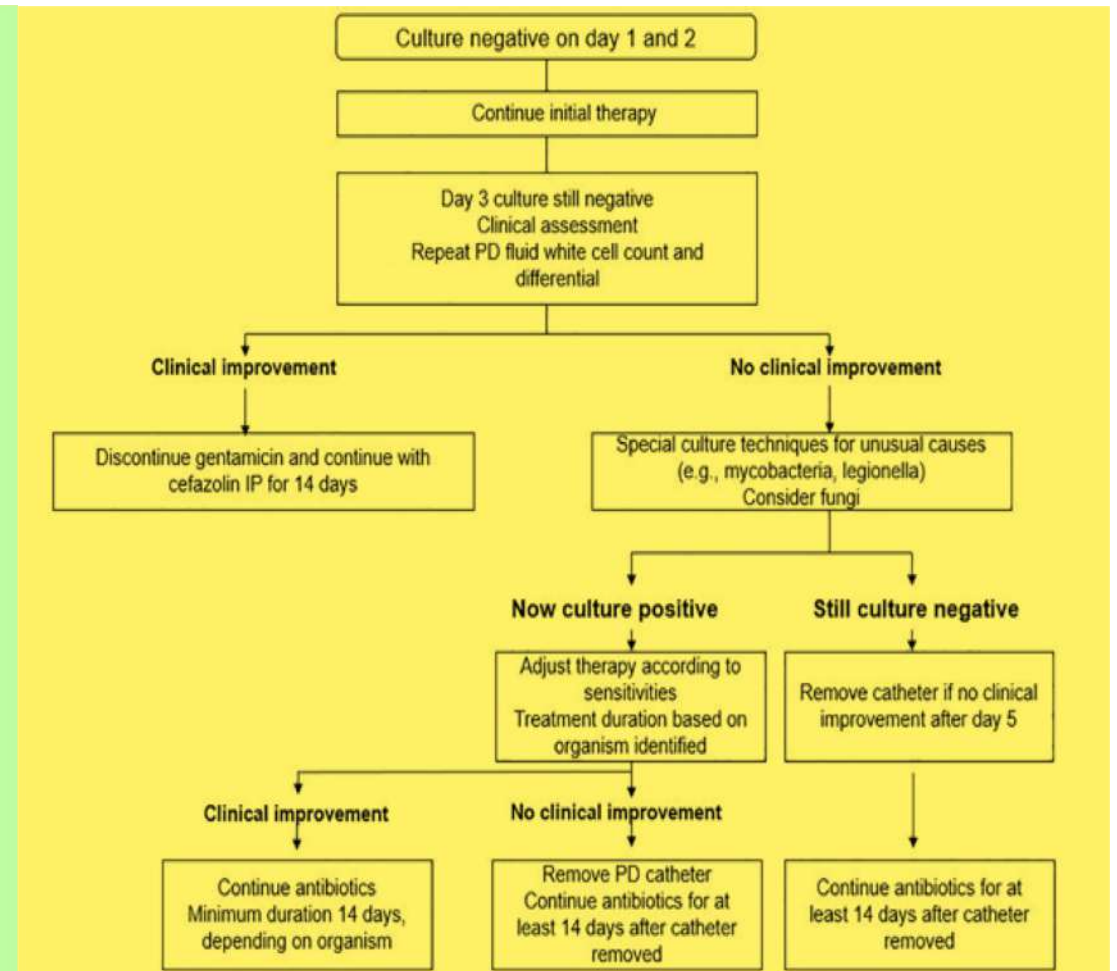 Culture negative on day 1 and 2
Continue initial therapy
Day 3 culture still negative
Clinical assessment
Repeat PD fluid white cell count and
differential
Clinical improvement
No clinical improvement
Discontinue gentamicin and continue with
cefazolin IP for 14 days
Special culture techniques for unusual causes
(e.g., mycobacteria, legionella)
Consider fungi
Now culture positive
Still culture negative
Adjust therapy according to
sensitivities
Treatment duration based on
organism identified
Remove catheter if no clinical
improvement after day 5
Clinical improvement
No clinical improvement
Continue antibiotics
Minimum duration 14 days,
depending on organism
Remove PD catheter
Continue antibiotics for at
least 14 days after catheter
removed
Continue antibiotics for at
least 14 days after catheter
removed